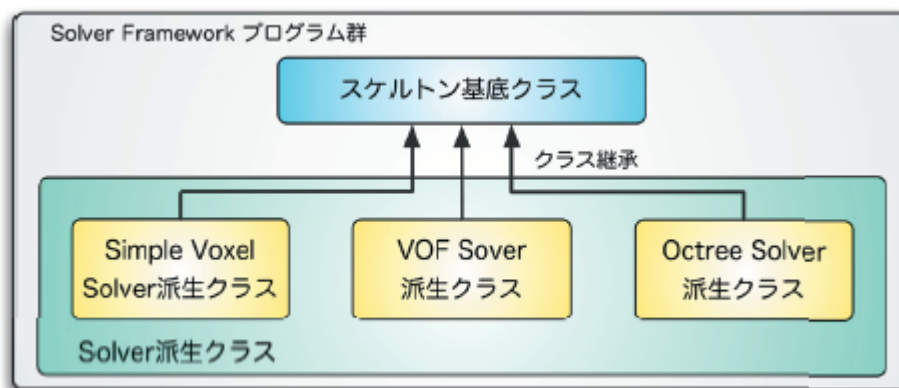 Solver Framework プログラム群
スケルトン基底クラス
クラス継承
Simple Voxel
Solver派生クラス
VOF Sover
派生クラス
Octree Solver
派生クラス
Solver派生クラス